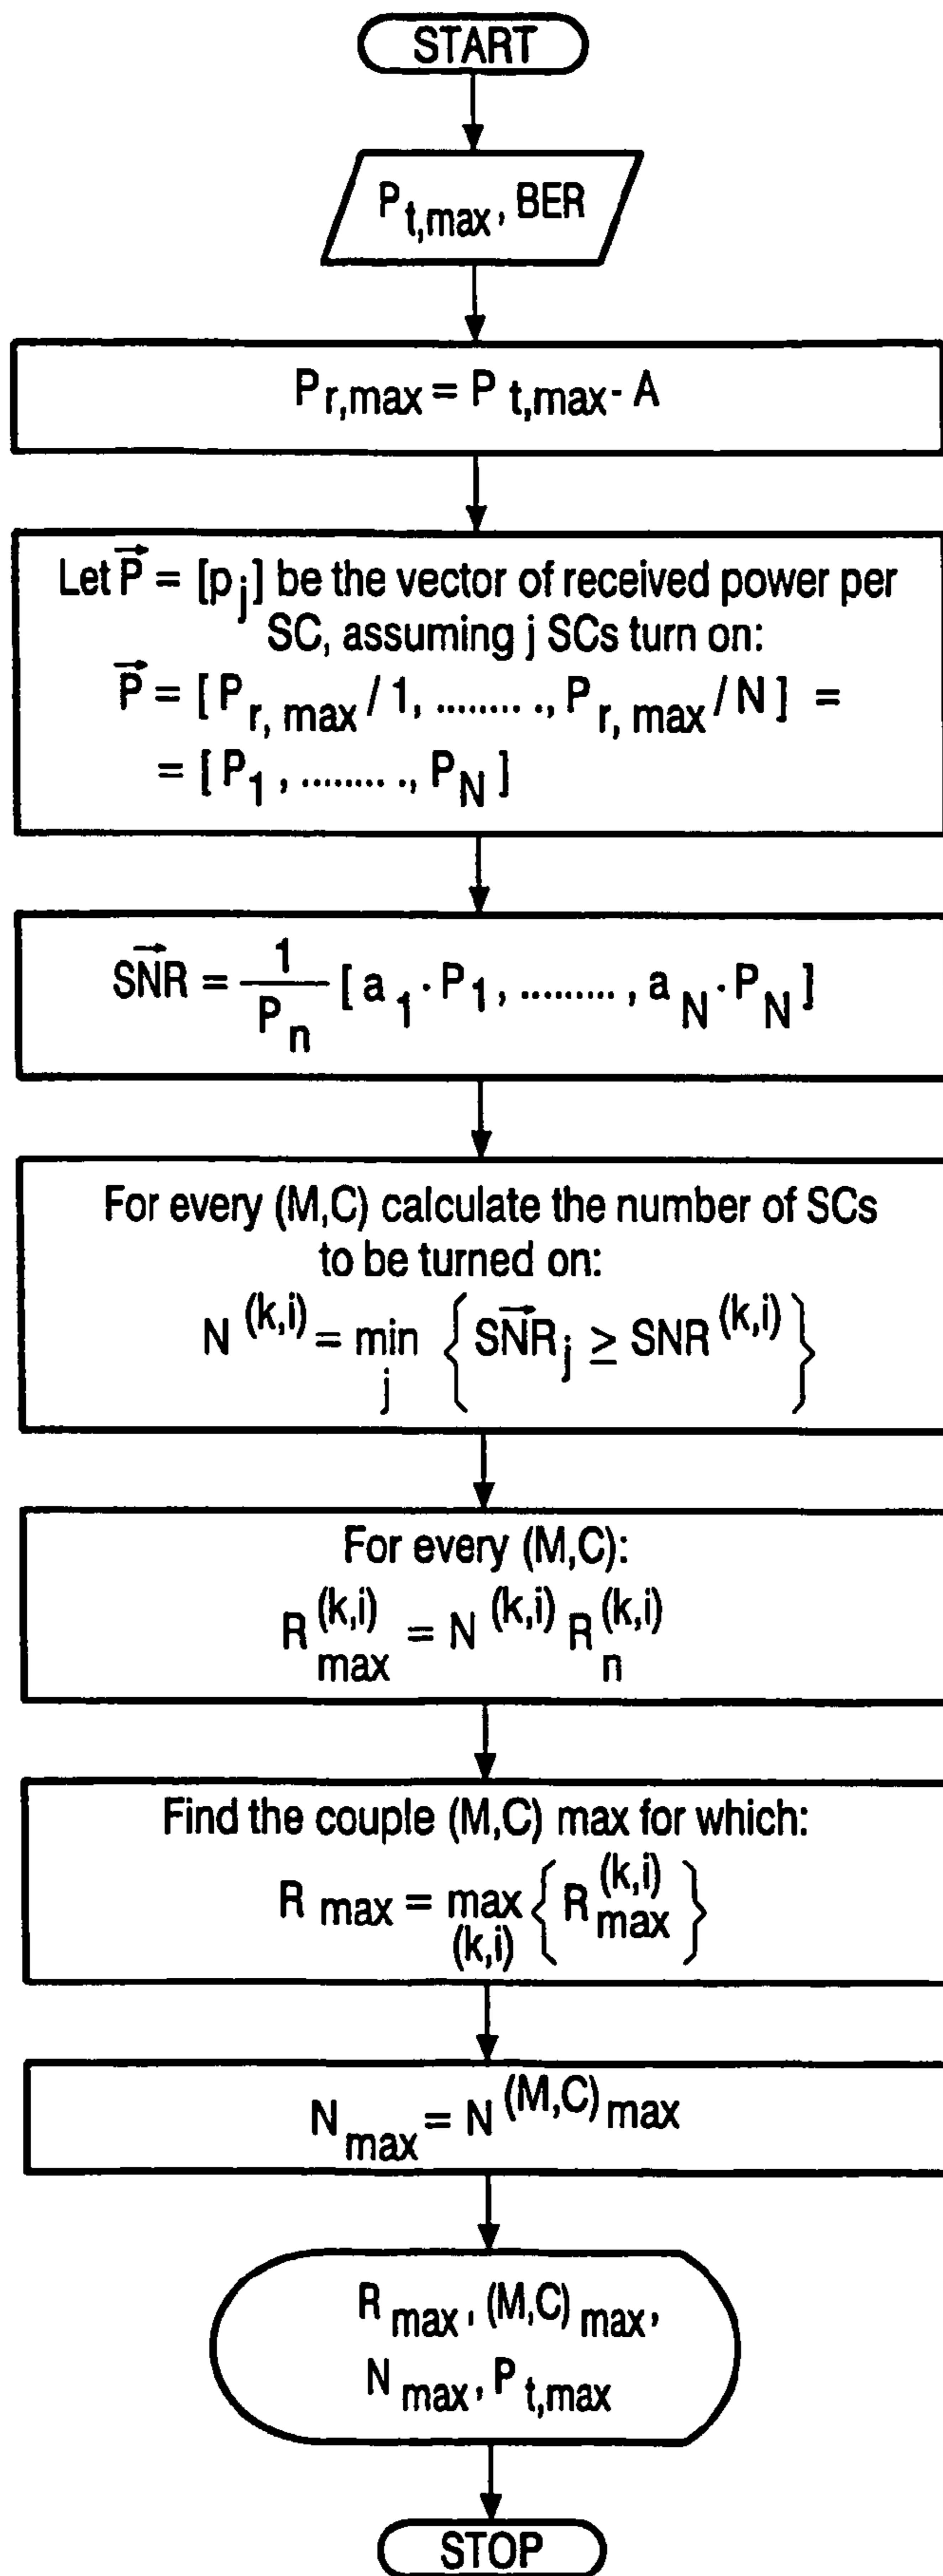 START
P t,max, BER
P r,max = P t,max - A
Let P⃗ = [p j] be the vector of received power per
SC, assuming j SCs turn on:
P⃗ = [ P r, max / 1, ........ ., P r, max / N ] =
= [ P 1 , ........ ., P N ]
SNR⃗ = 1/P n [ a 1 · P 1, ........., a N · P N ]
For every (M,C) calculate the number of SCs
to be turned on:
N (k,i) = min j { SNR⃗ j ≥ SNR (k,i) }
For every (M,C):
R max (k,i) = N (k,i) R n (k,i)
Find the couple (M,C) max for which:
R max = max (k,i) { R max (k,i) }
N max = N (M,C) max
R max, (M,C) max,
N max, P t,max
STOP